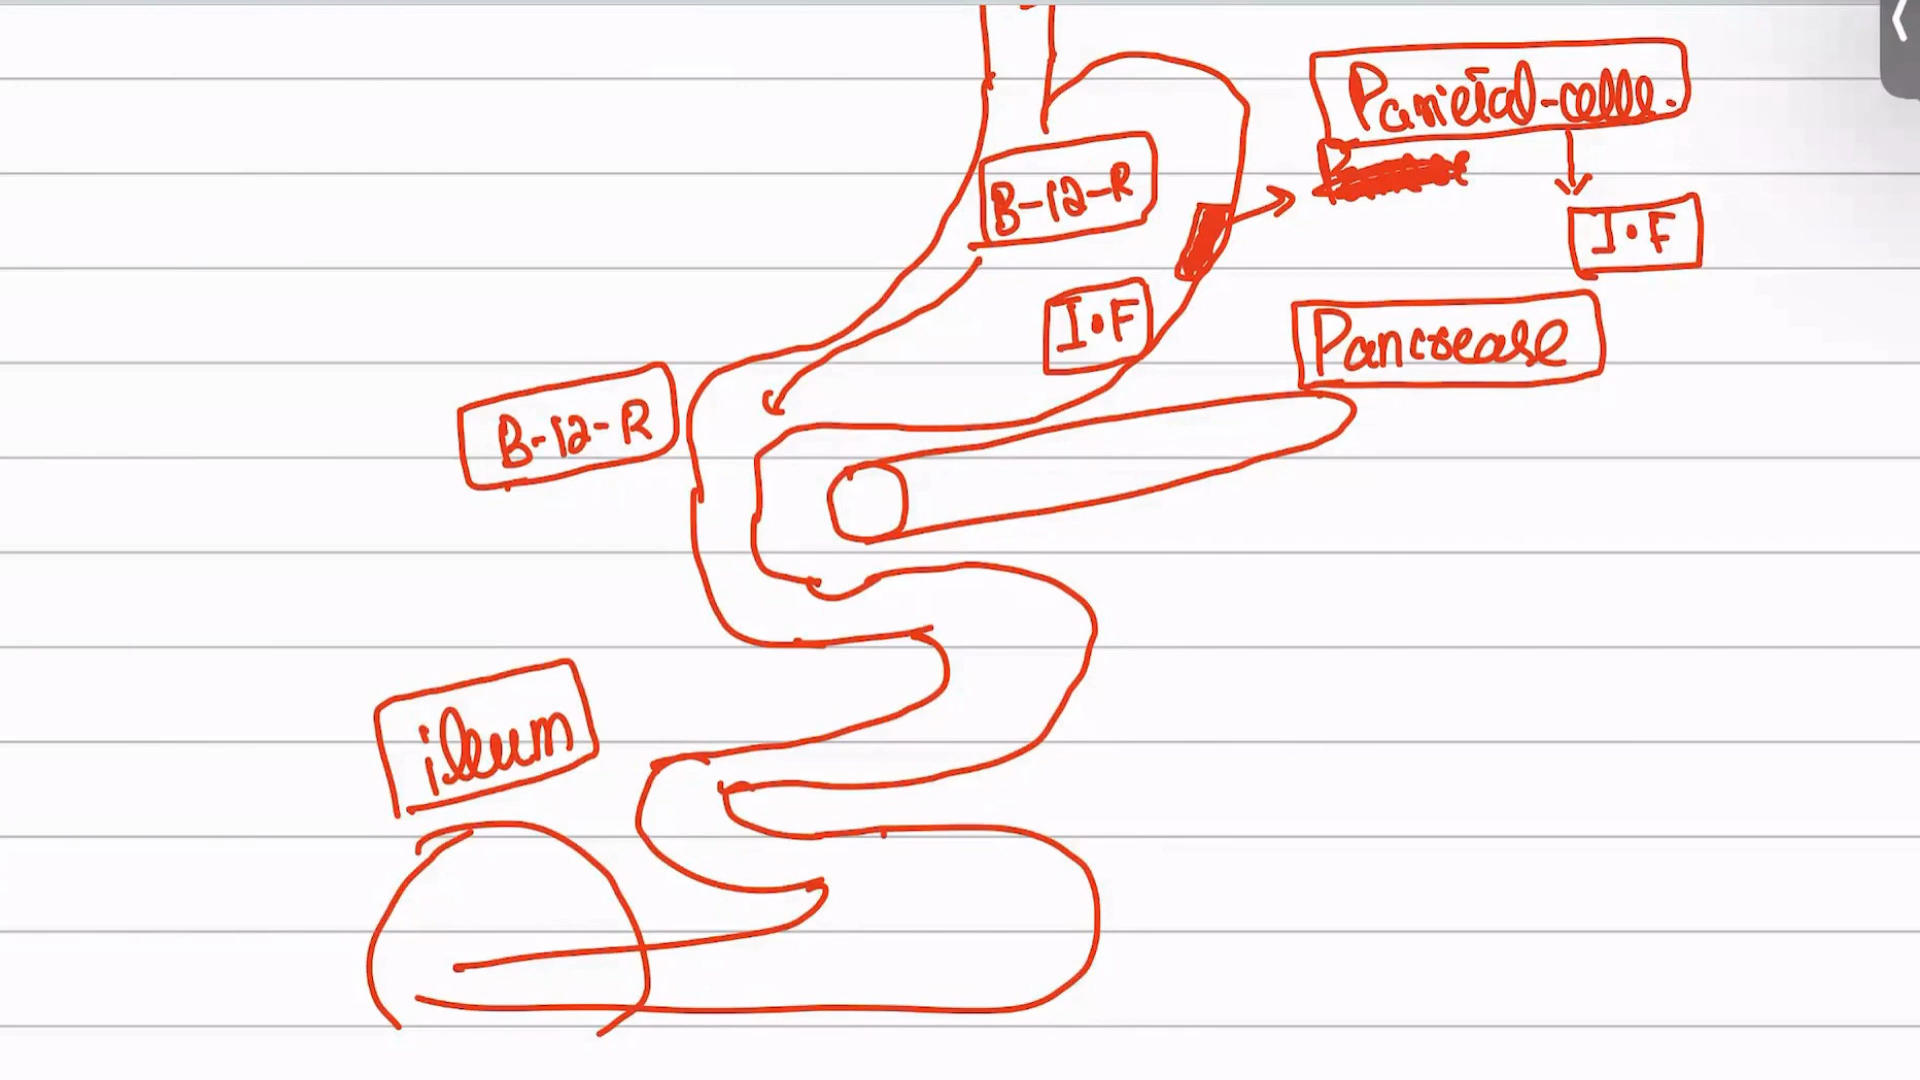 Parietal-cells.
B-12-R
I.F
I.F
Pancrease
B-12-R
ileum